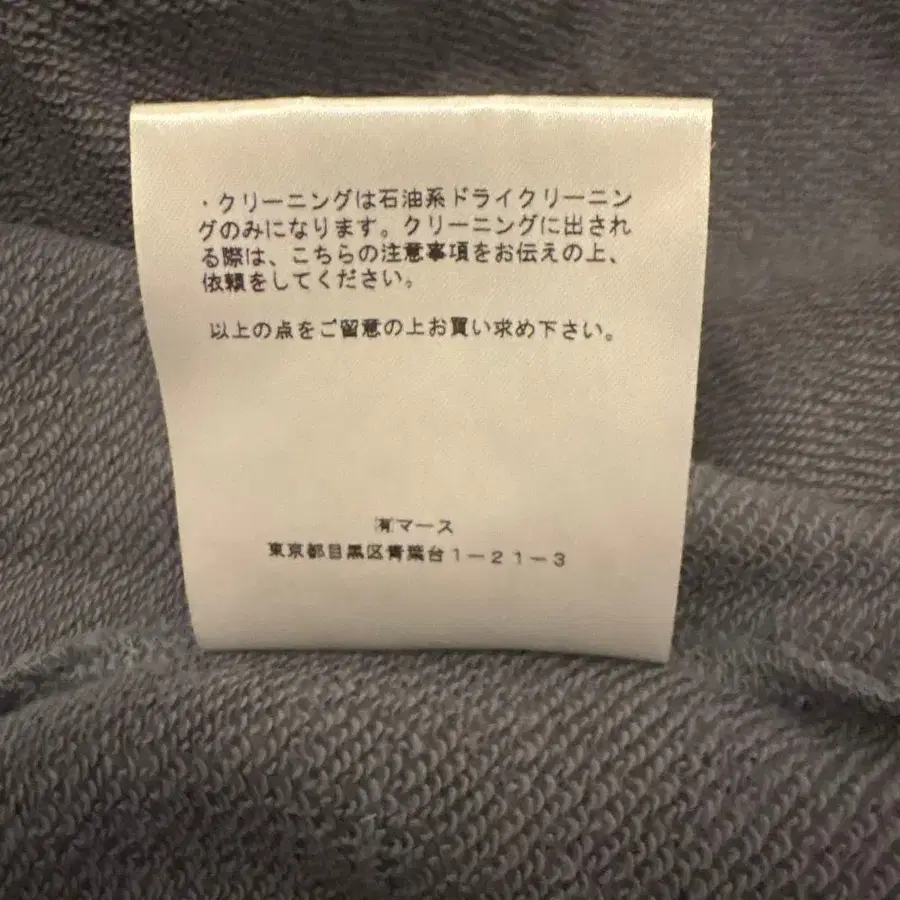 ・クリーニングは石油系ドライクリーニン
グのみになります。クリーニングに出され
る際は、こちらの注意事項をお伝えの上、
依頼をしてください。
以上の点をご留意の上お買い求め下さい。
㈲マース
東京都目黒区青葉台1－21－3